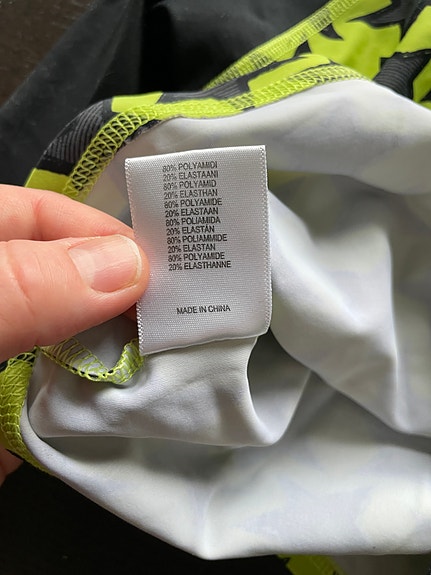 80% POLYAMIDI
20% ELASTAANI
80% POLYAMID
20% ELASTHAN
80% POLYAMIDE
20% ELASTAAN
80% POLIAMIDA
20% ELASTÁN
80% POLIAMMIDE
20% ELASTAN
80% POLYAMIDE
20% ELASTHANNE
MADE IN CHINA